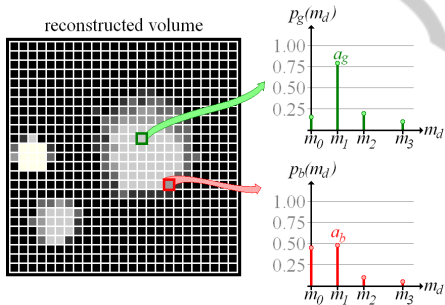 reconstructed volume
p_g(m_d)
1.00
a_g
0.75
0.50
0.25
m_0 m_1 m_2 m_3 m_d
p_b(m_d)
1.00
0.75
a_b
0.50
0.25
m_0 m_1 m_2 m_3 m_d